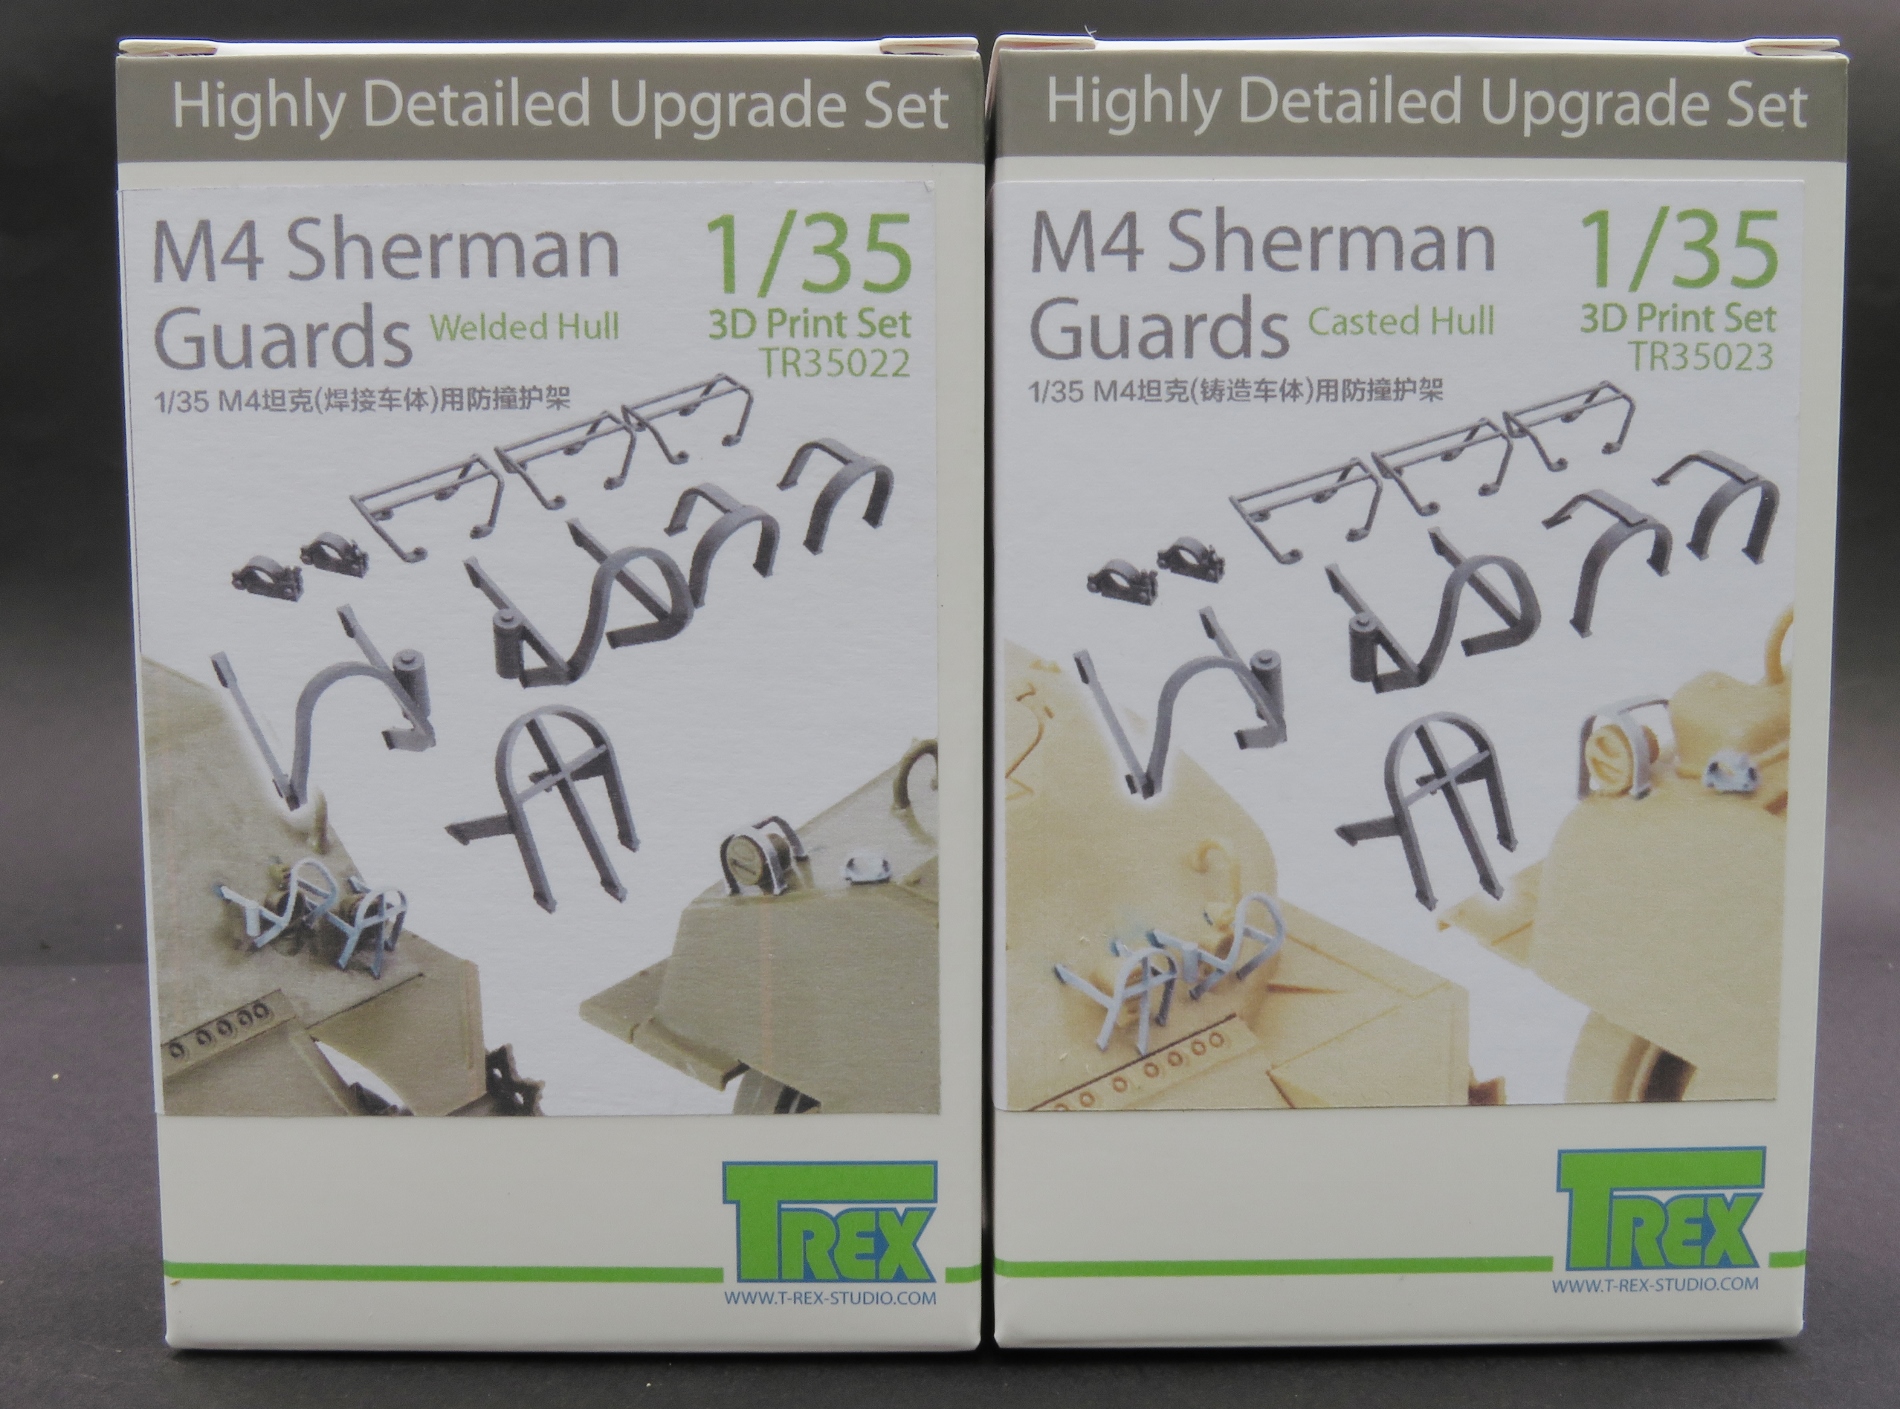 Highly Detailed Upgrade Set
M4 Sherman
Guards Welded Hull
1/35
3D Print Set
TR35022
1/35 M4坦克(焊接车体)用防撞护架
TREX
WWW.T-REX-STUDIO.COM
Highly Detailed Upgrade Set
M4 Sherman
Guards Casted Hull
1/35
3D Print Set
TR35023
1/35 M4坦克(铸造车体)用防撞护架
TREX
WWW.T-REX-STUDIO.COM